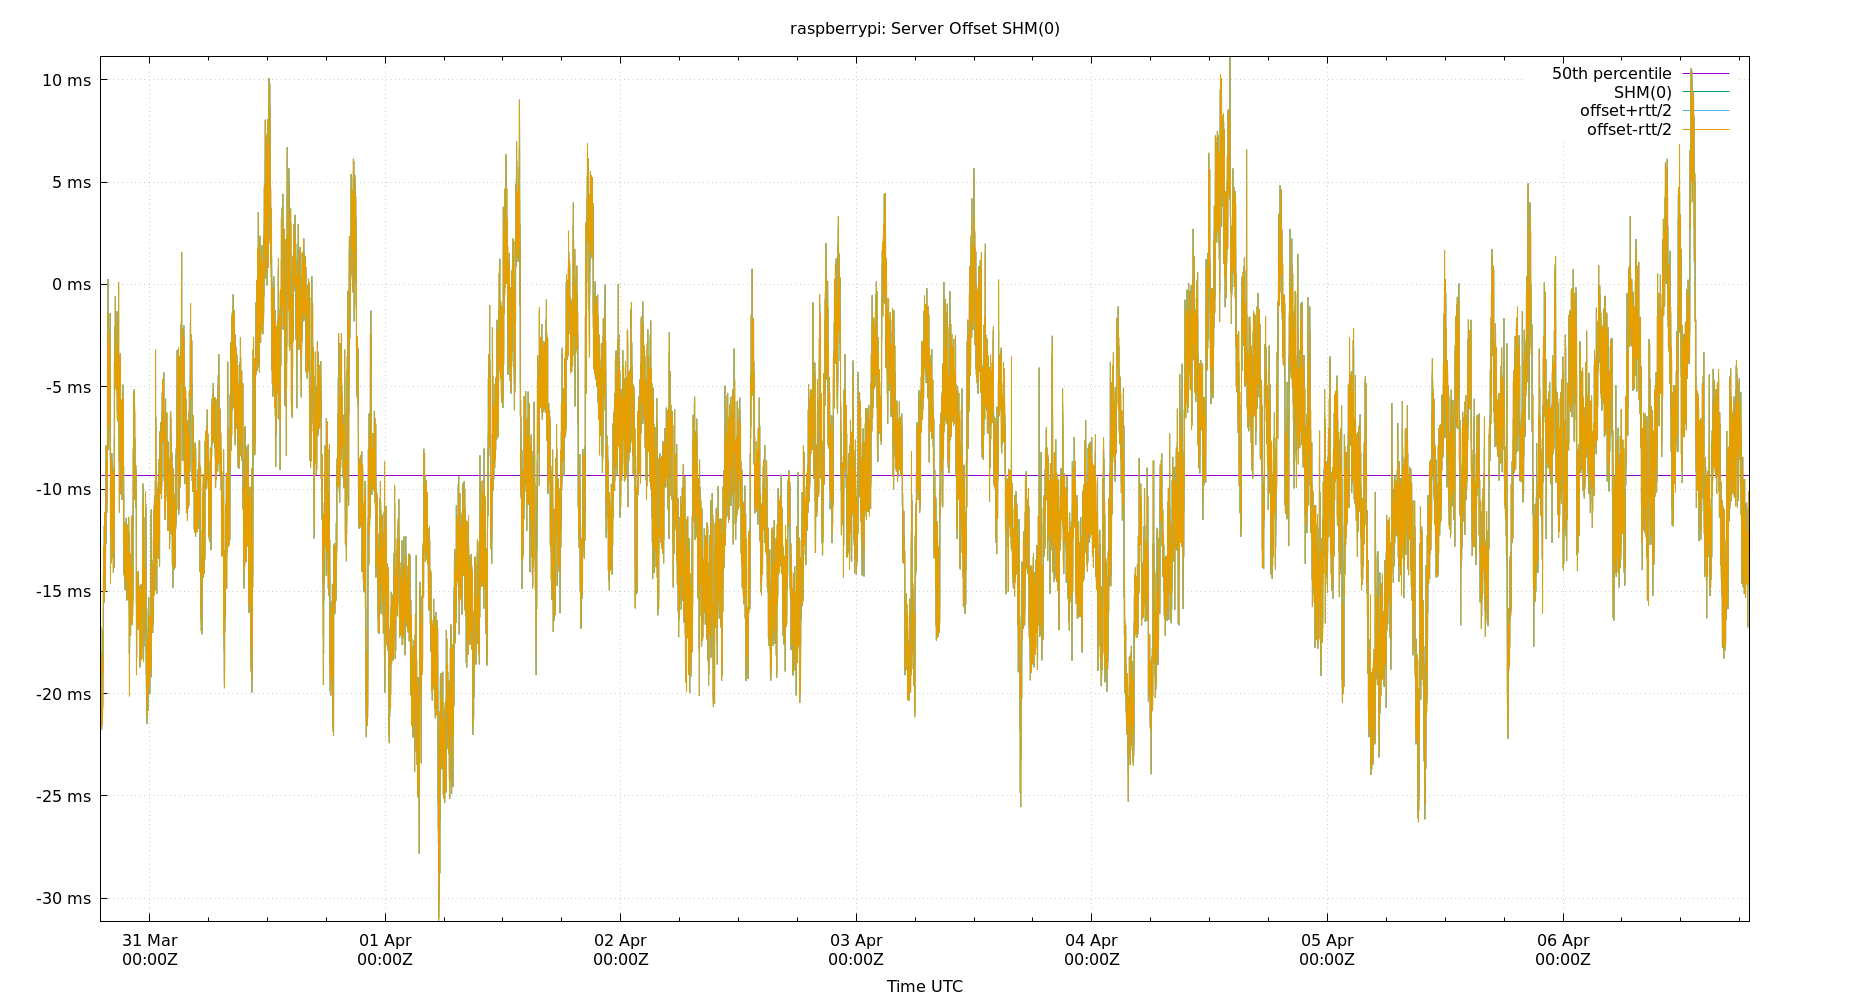 raspberrypi: Server Offset SHM(0)
50th percentile
SHM(0)
offset+rtt/2
offset-rtt/2
10 ms
5 ms
0 ms
-5 ms
-10 ms
-15 ms
-20 ms
-25 ms
-30 ms
31 Mar 01 Apr 02 Apr 03 Apr 04 Apr 05 Apr 06 Apr
00:00Z 00:00Z 00:00Z 00:00Z 00:00Z 00:00Z 00:00Z
Time UTC